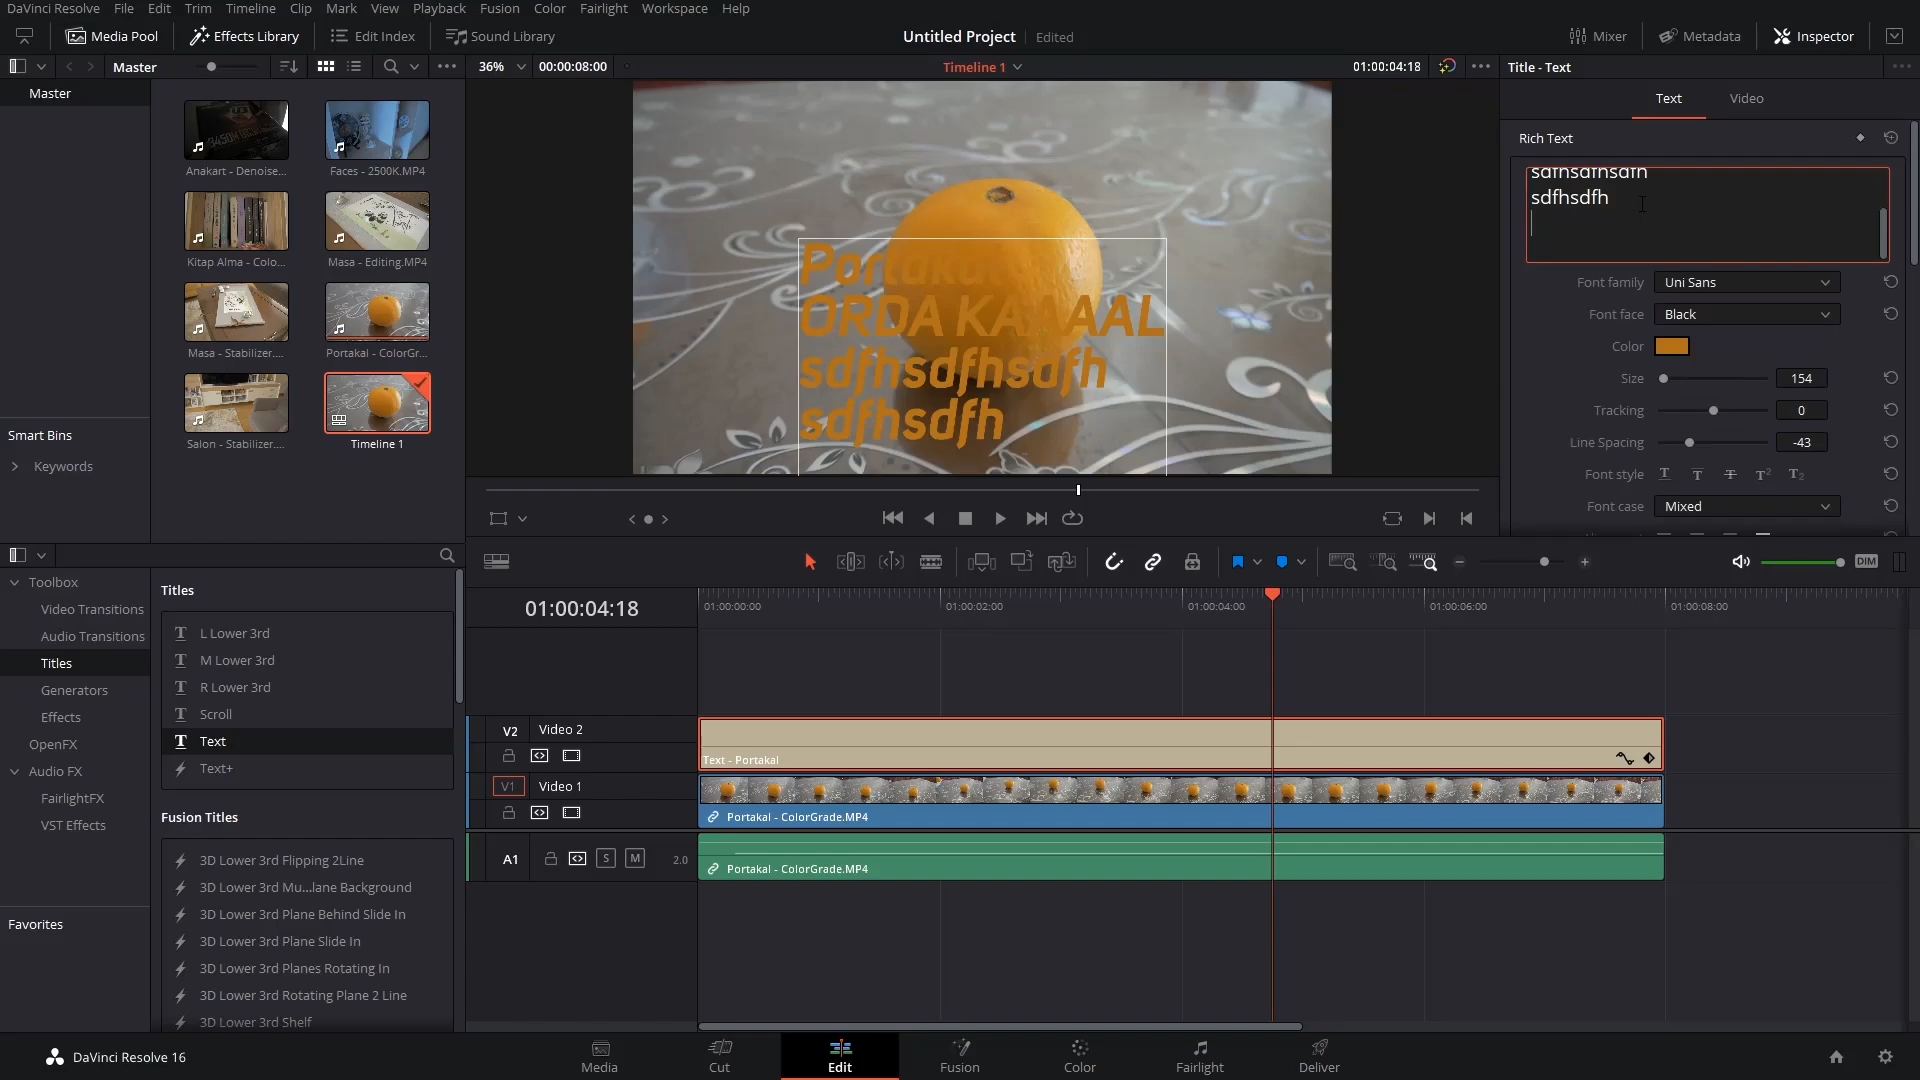 DaVinci Resolve File Edit Trim Timeline Clip Mark View Playback Fusion Color Fairlight Workspace Help
Media Pool Effects Library Edit Index Sound Library Untitled Project Edited Mixer Metadata Inspector
Master 36% 00:00:08:00 Timeline 1 01:00:04:18 Title - Text
Master
Text Video
Rich Text
sdfhsdfhsdfh
sdfhsdfh
Anakart - Denoise... Faces - 2500K.MP4
Kitap Alma - Colo... Masa - Editing.MP4
Masa - Stabilizer.... Portakal - ColorGr...
Salon - Stabilizer.... Timeline 1
ORDA KA
AAL
sdfhsdfhsdfh
sdfhsdfh
Font family Uni Sans
Font face Black
Color
Size 154
Tracking 0
Line Spacing -43
Font style T T T T2 T2
Font case Mixed
Smart Bins
Keywords
DIM
Toolbox
Video Transitions
Audio Transitions
Titles
Generators
Effects
OpenFX
Audio FX
FairlightFX
VST Effects
Favorites
Titles
L Lower 3rd
M Lower 3rd
R Lower 3rd
Scroll
Text
Text+
Fusion Titles
3D Lower 3rd Flipping 2Line
3D Lower 3rd Mu...lane Background
3D Lower 3rd Plane Behind Slide In
3D Lower 3rd Plane Slide In
3D Lower 3rd Planes Rotating In
3D Lower 3rd Rotating Plane 2 Line
3D Lower 3rd Shelf
01:00:04:18
01:00:00:00 01:00:02:00 01:00:04:00 01:00:06:00 01:00:08:00
V2 Video 2
Text - Portakal
V1 Video 1
Portakal - ColorGrade.MP4
A1 S M 2.0
Portakal - ColorGrade.MP4
DaVinci Resolve 16
Media Cut Edit Fusion Color Fairlight Deliver